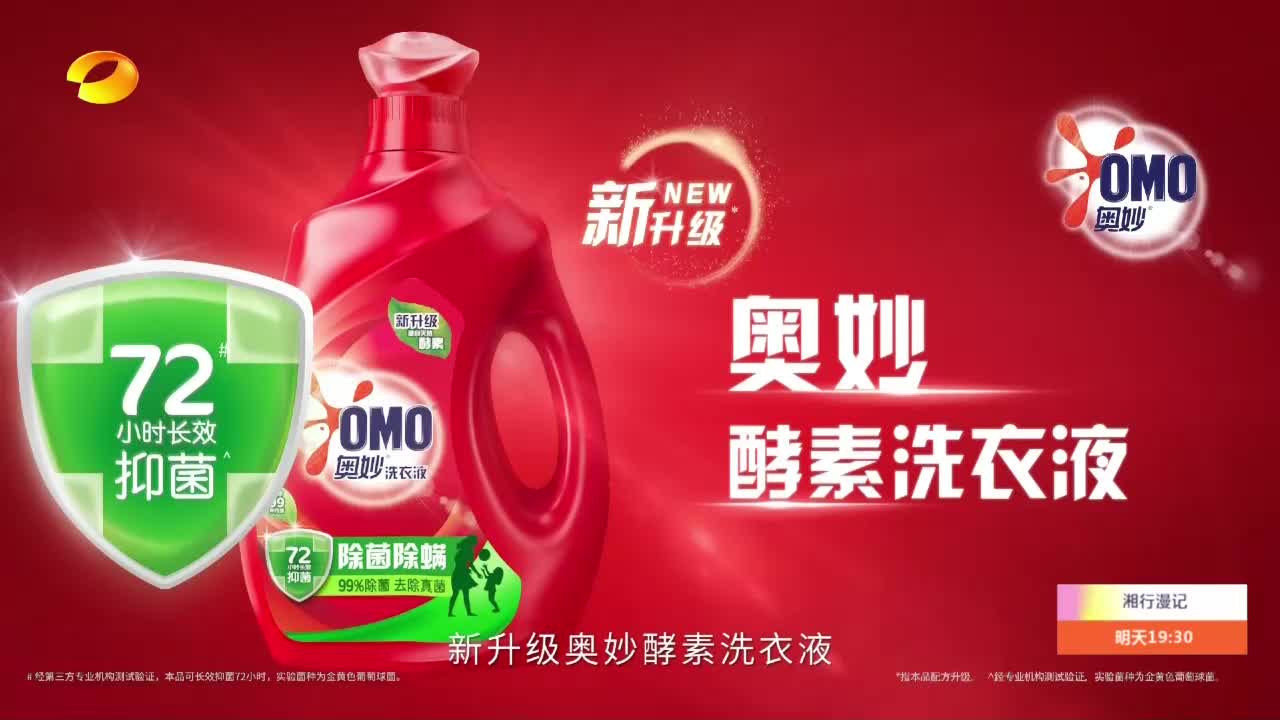 NEW
新升级*
OMO
奥妙®
奥妙
酵素洗衣液
72#
小时长效
抑菌^
新升级
酵素
OMO
奥妙®洗衣液
72
小时长效
抑菌
除菌除螨
99%除菌 去除真菌
湘行漫记
明天19:30
新升级奥妙酵素洗衣液
#经第三方专业机构测试验证，本品可长效抑菌72小时，实验菌种为金黄色葡萄球菌。
*指本品配方升级。 ^经专业机构测试验证，实验菌种为金黄色葡萄球菌。